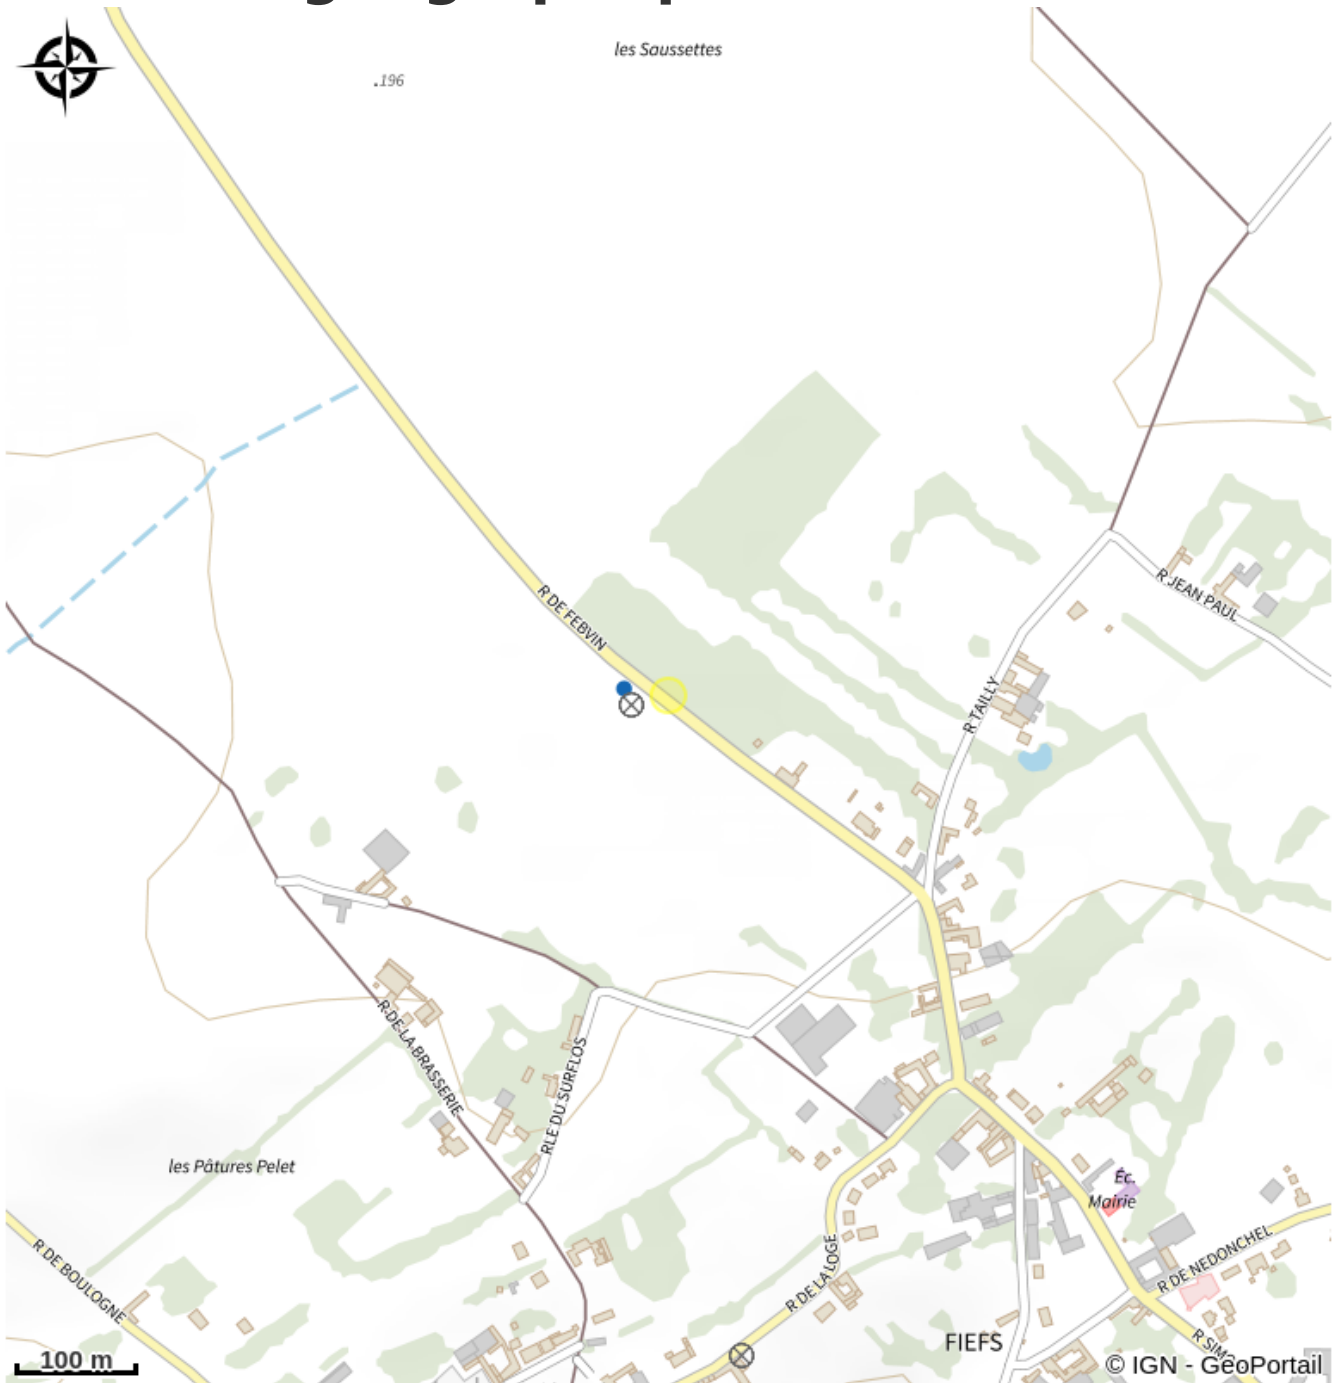 les Saussettes
.196
R DE FEBVIN
R JEAN PAUL
R TAILLY
R DE LA BRASSERIE
RLE DU SURFLOS
les Pâtures Pelet
Éc.
Mairie
R DE NEDONCHEL
R DE BOULOGNE
R DE LA LOGE
FIEFS
100 m
© IGN - GeoPortail